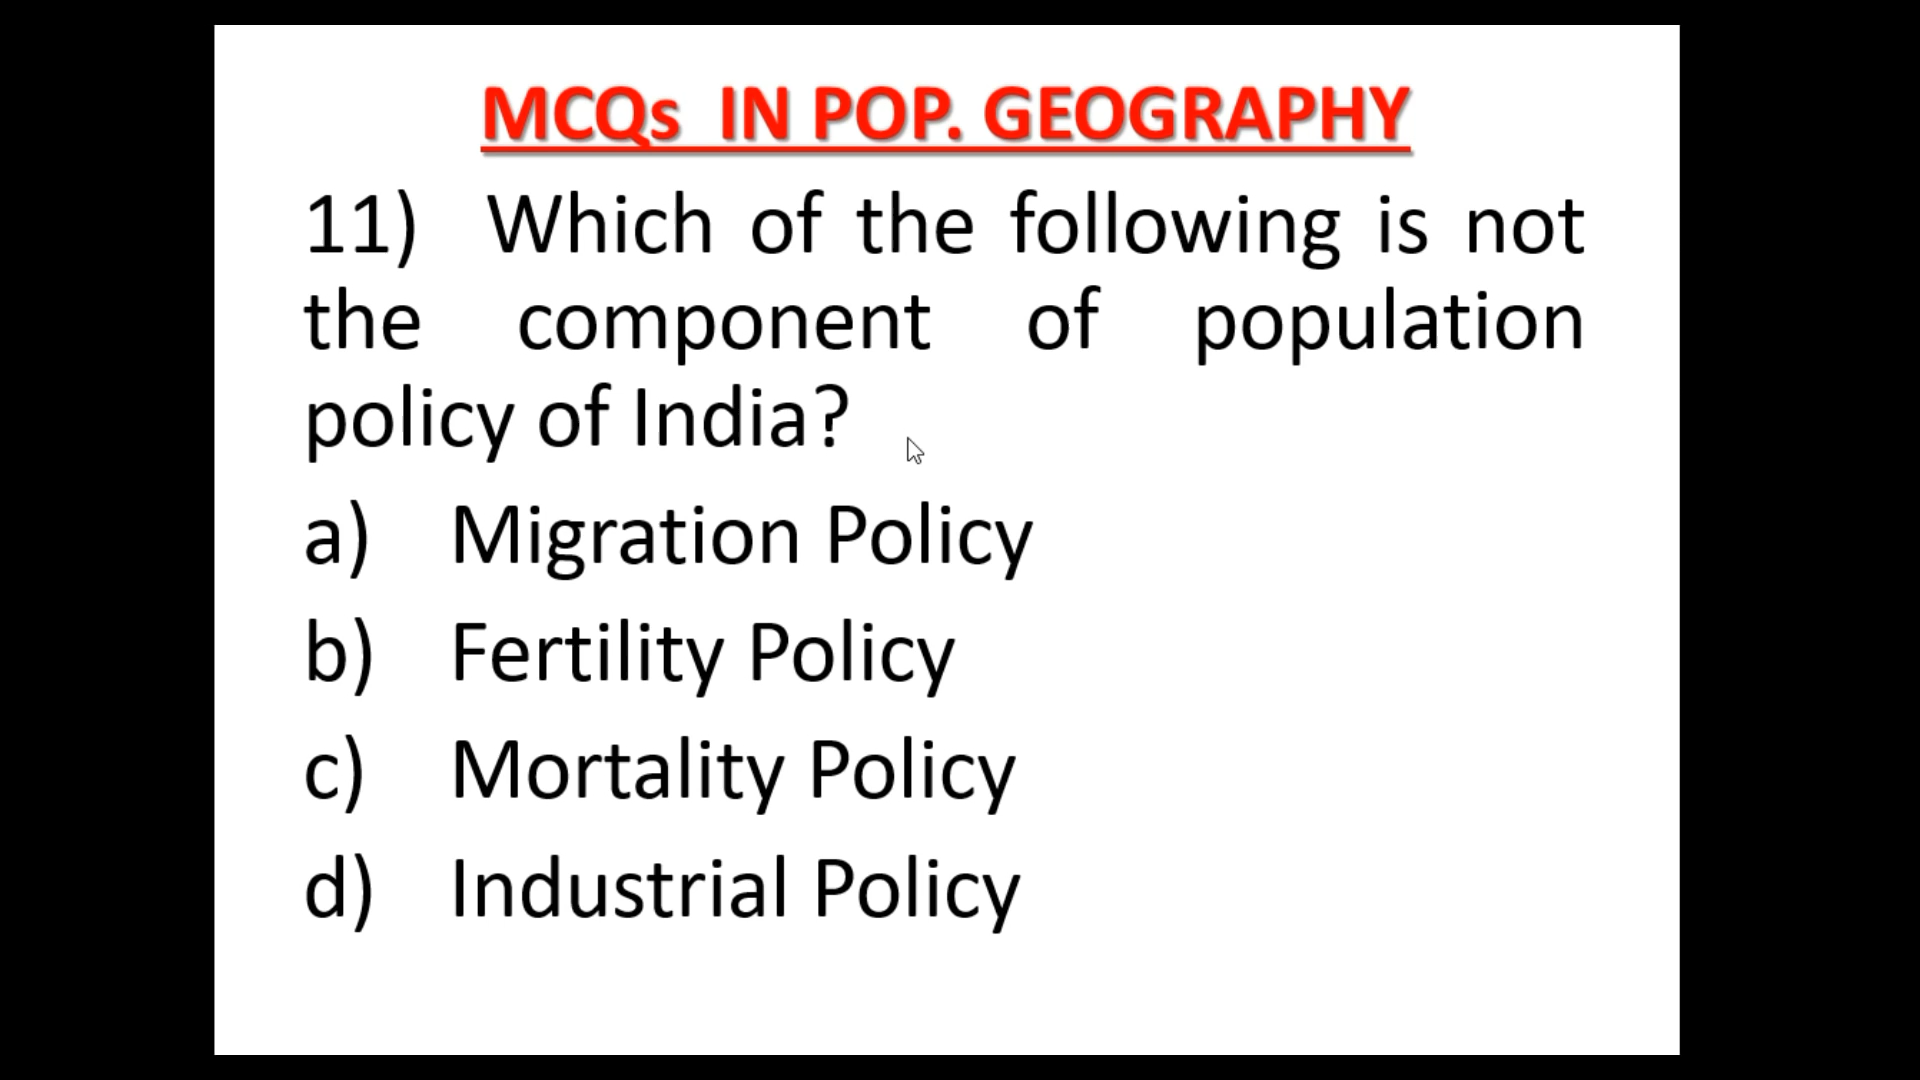 MCQs IN POP. GEOGRAPHY
11) Which of the following is not
the component of population
policy of India?
a) Migration Policy
b) Fertility Policy
c) Mortality Policy
d) Industrial Policy